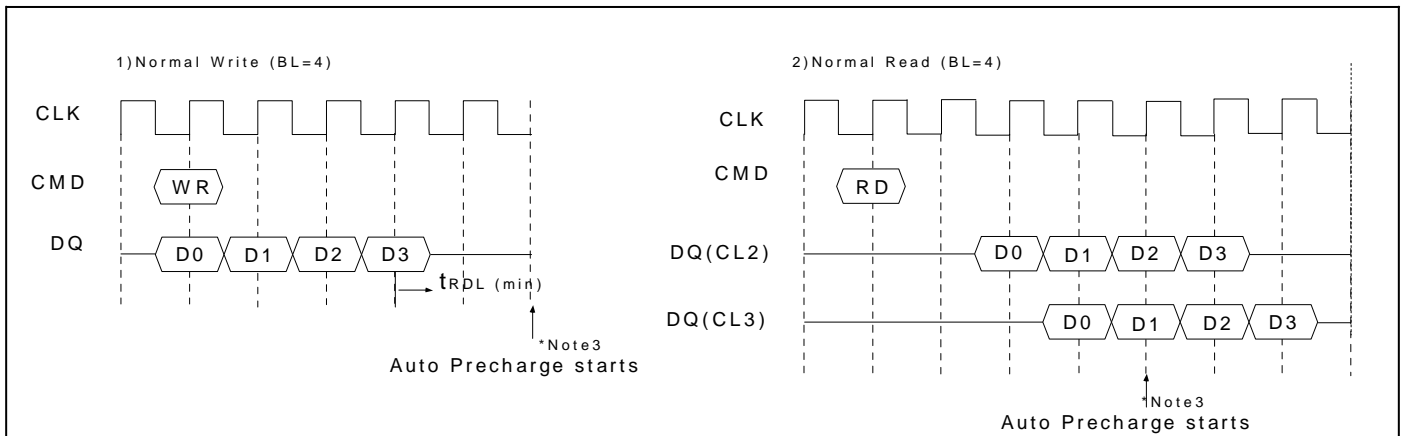 1)Normal Write (BL=4)
CLK
CMD
WR
DQ
D0 D1 D2 D3
tRDL (min)
*Note3
Auto Precharge starts
2)Normal Read (BL=4)
CLK
CMD
RD
DQ(CL2)
D0 D1 D2 D3
DQ(CL3)
D0 D1 D2 D3
*Note3
Auto Precharge starts